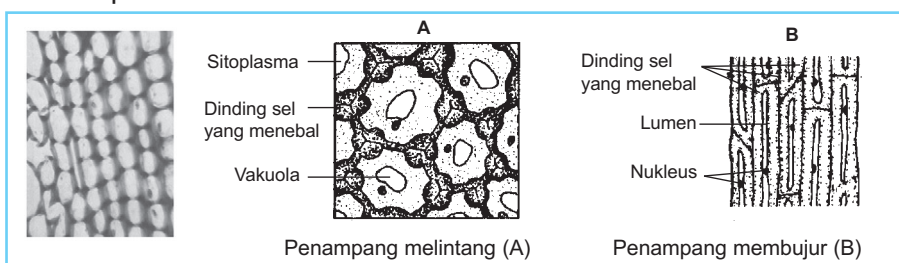 A
Sitoplasma
Dinding sel
yang menebal
Vakuola
Penampang melintang (A)
B
Dinding sel
yang menebal
Lumen
Nukleus
Penampang membujur (B)